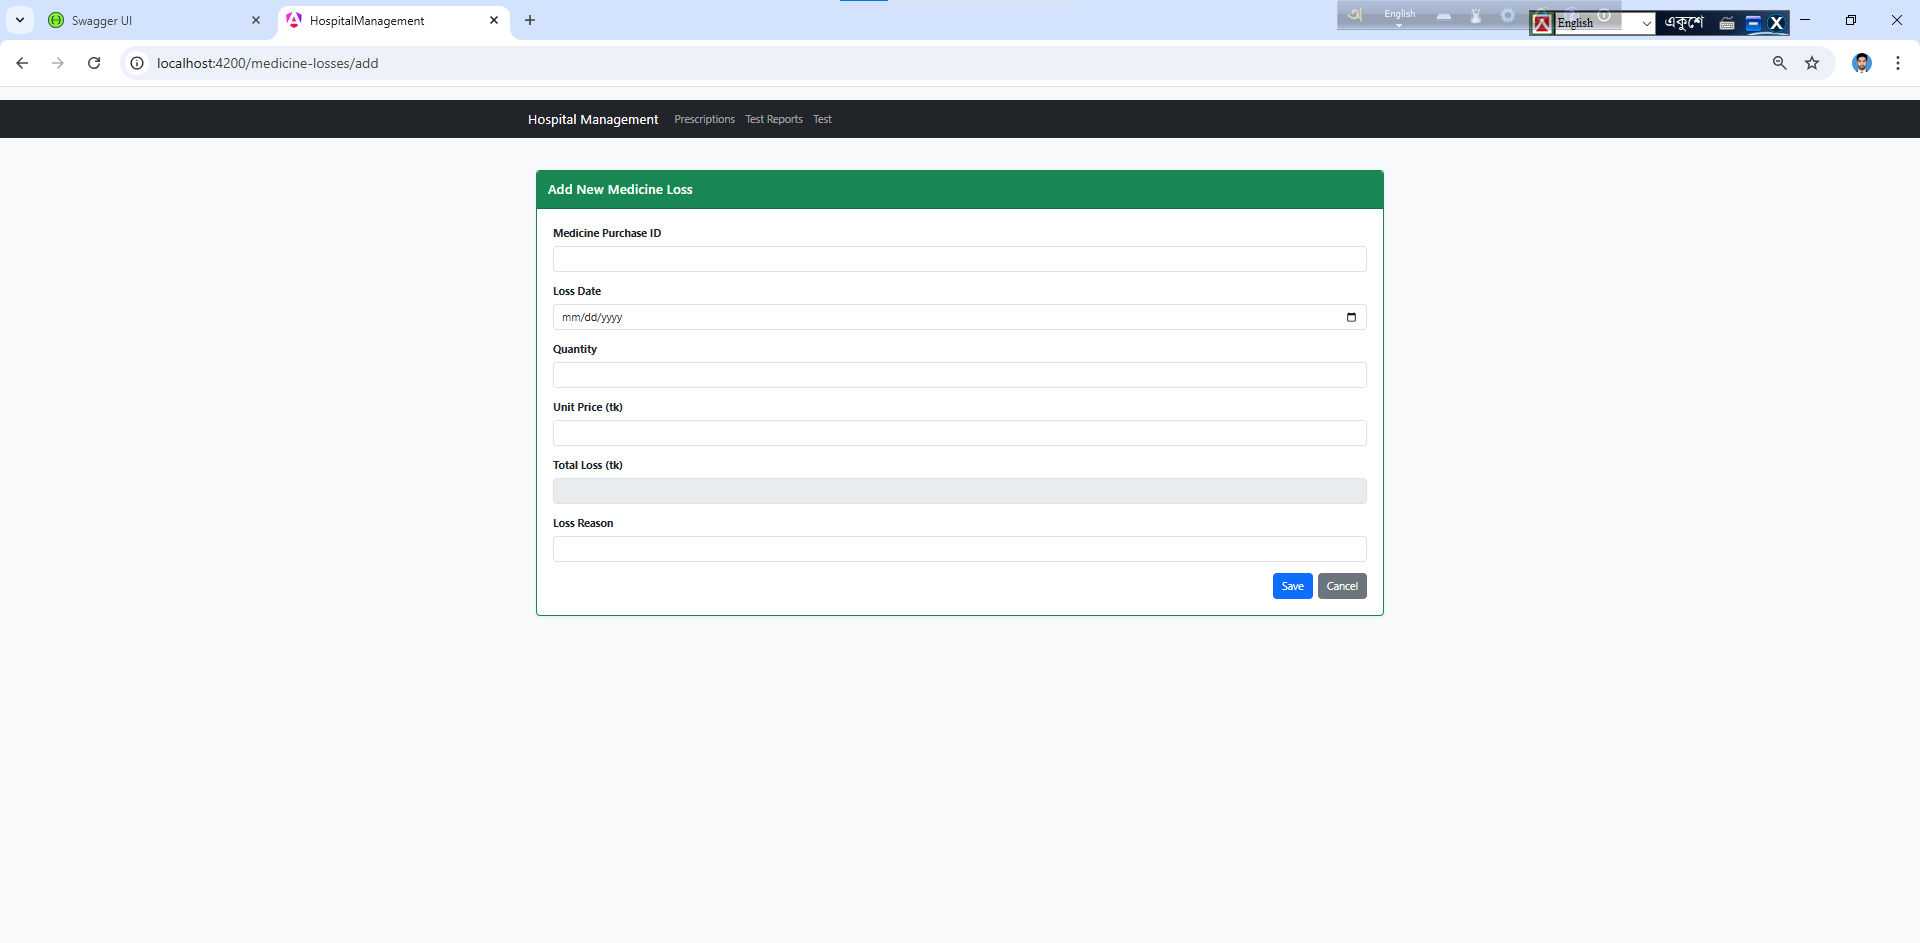 Swagger UI
HospitalManagement
English
English
একুশে
localhost:4200/medicine-losses/add
Hospital Management Prescriptions Test Reports Test
Add New Medicine Loss
Medicine Purchase ID
Loss Date
mm/dd/yyyy
Quantity
Unit Price (tk)
Total Loss (tk)
Loss Reason
Save Cancel